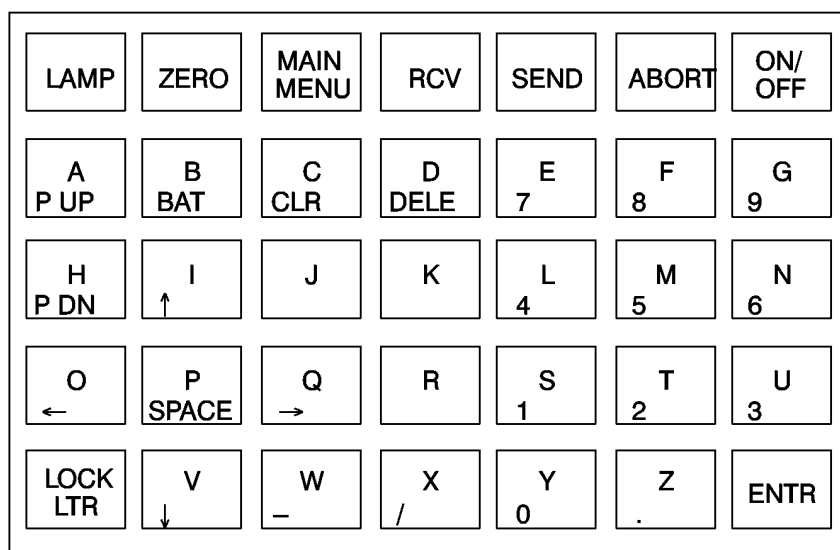 LAMP ZERO MAIN MENU RCV SEND ABORT ON/ OFF
A B C D E F G
P UP BAT CLR DELE 7 8 9
H I J K L M N
P DN ↑ 4 5 6
O P Q R S T U
← SPACE → 1 2 3
LOCK LTR V W X Y Z ENTR
↓ – / 0 .